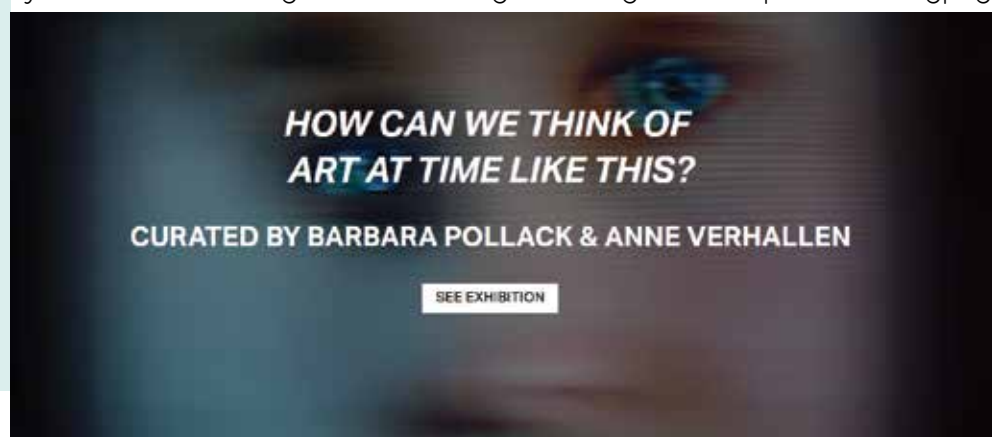 HOW CAN WE THINK OF
ART AT TIME LIKE THIS?
CURATED BY BARBARA POLLACK & ANNE VERHALLEN
SEE EXHIBITION